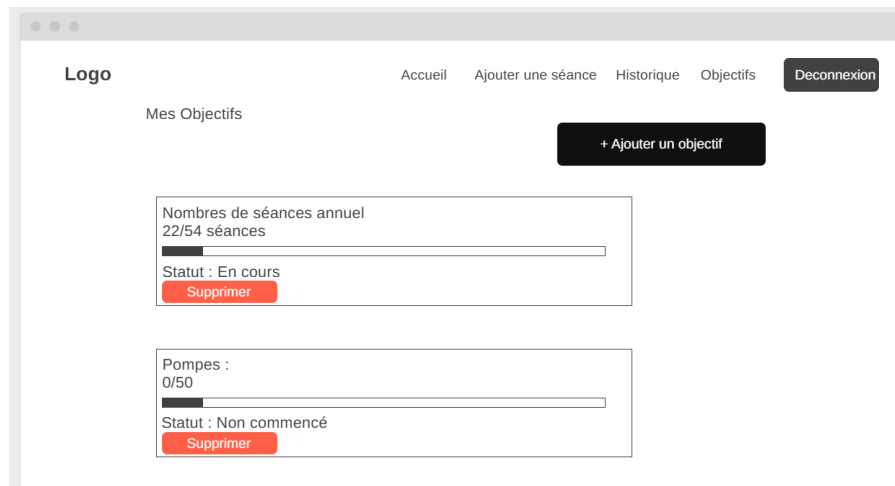 Logo
Accueil Ajouter une séance Historique Objectifs Deconnexion
Mes Objectifs
+ Ajouter un objectif
Nombres de séances annuel
22/54 séances
Statut : En cours
Supprimer
Pompes :
0/50
Statut : Non commencé
Supprimer